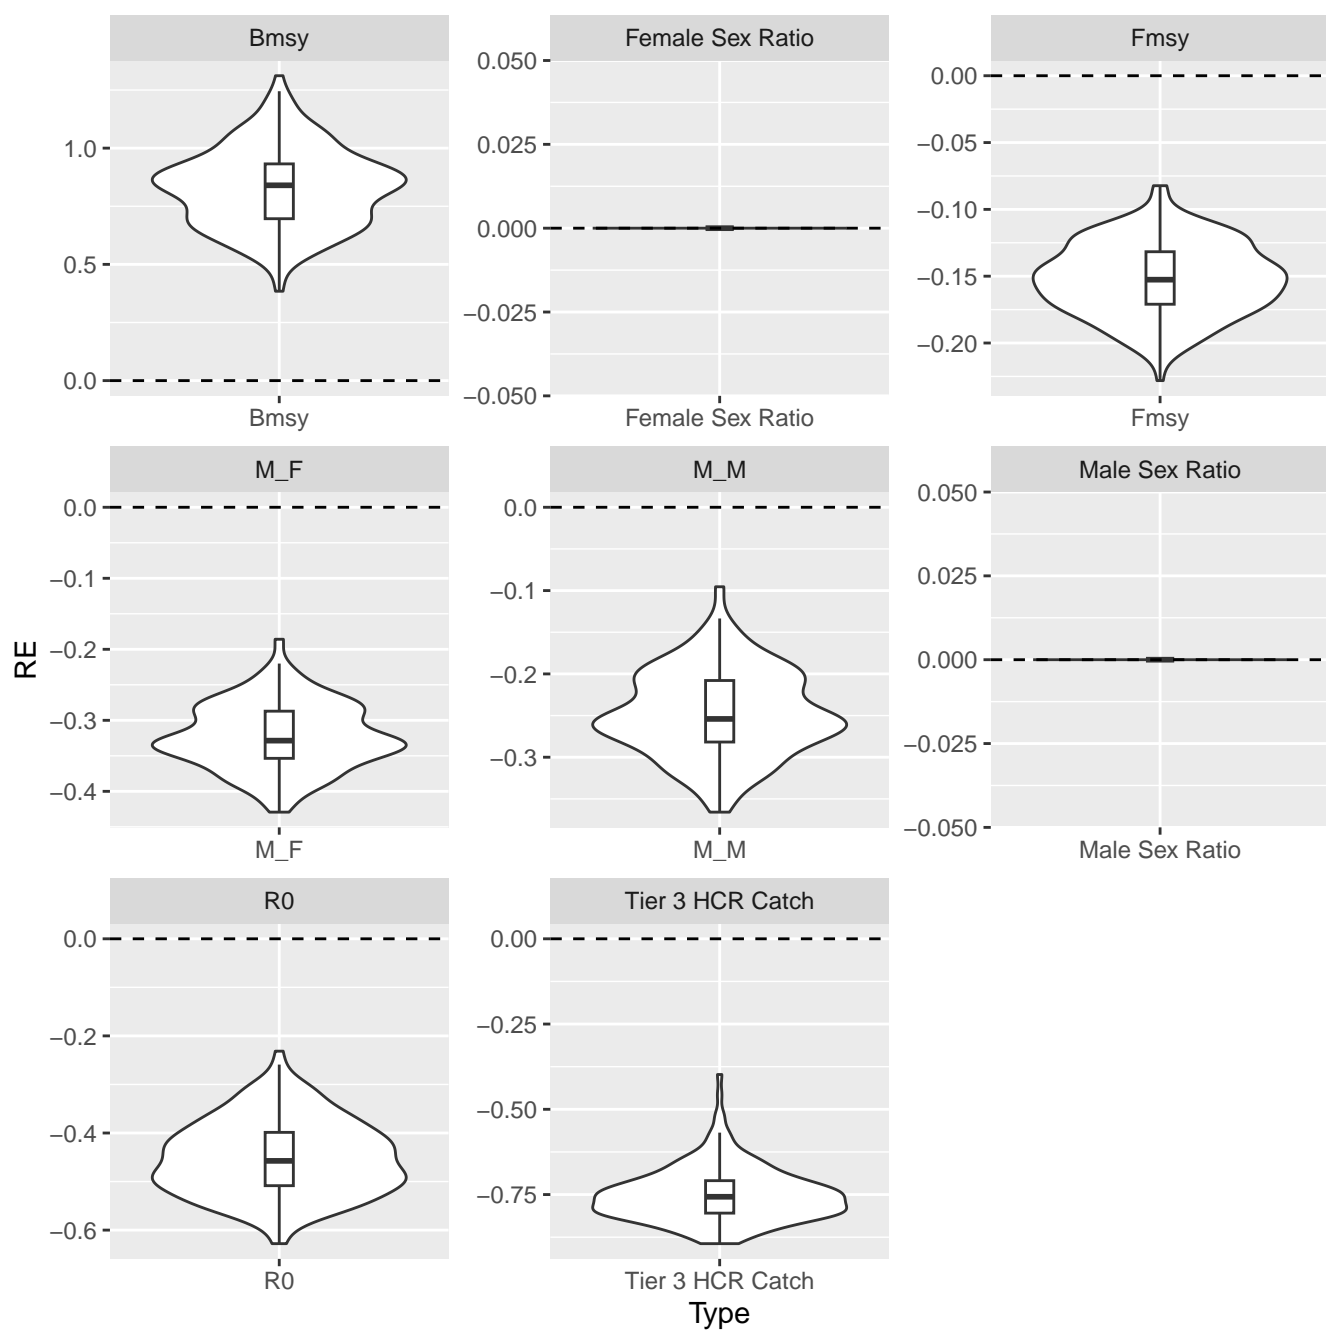 Bmsy
Female Sex Ratio
Fmsy
1.0
0.5
0.0
0.050
0.025
0.000
−0.025
−0.050
0.00
−0.05
−0.10
−0.15
−0.20
Bmsy
Female Sex Ratio
Fmsy
M_F
M_M
Male Sex Ratio
0.0
−0.1
−0.2
−0.3
−0.4
0.0
−0.1
−0.2
−0.3
0.050
0.025
0.000
−0.025
−0.050
M_F
M_M
Male Sex Ratio
R0
Tier 3 HCR Catch
0.0
−0.2
−0.4
−0.6
0.00
−0.25
−0.50
−0.75
R0
Tier 3 HCR Catch
RE
Type